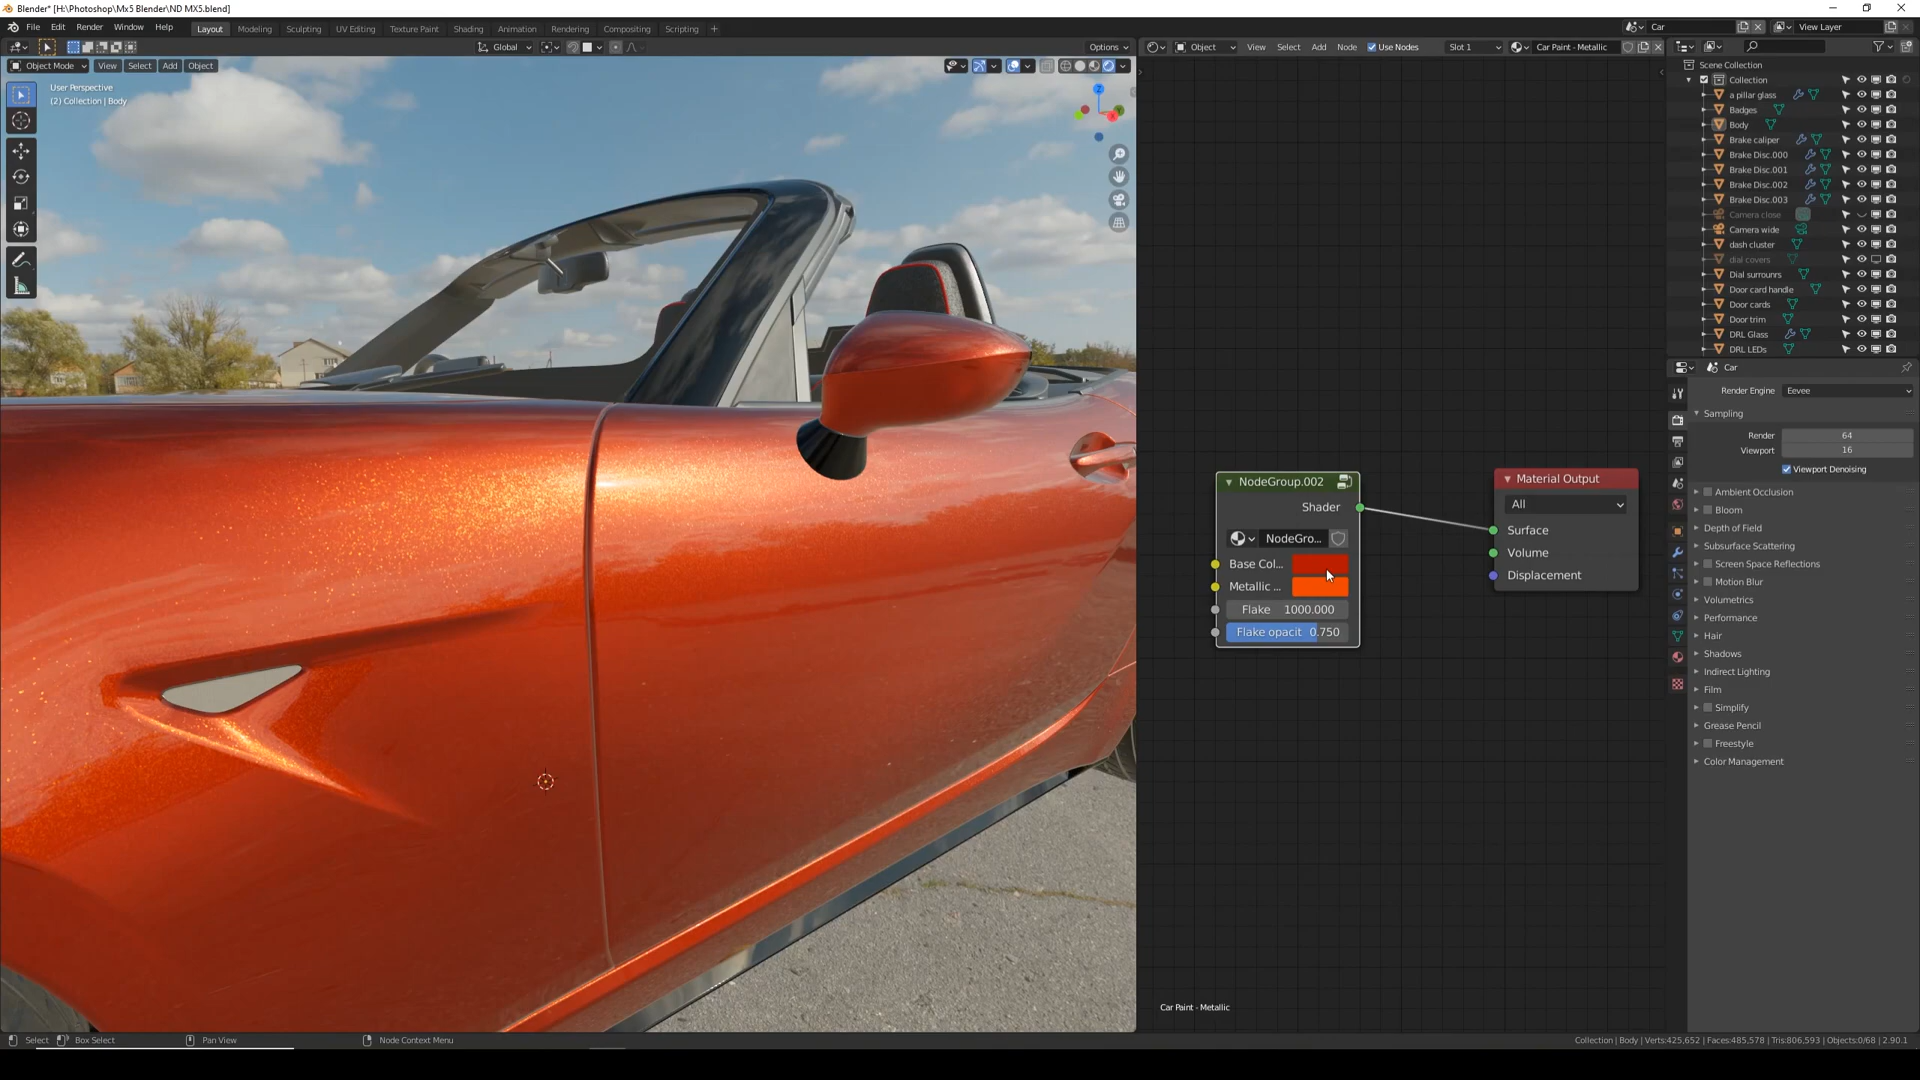 Blender* [H:\Photoshop\Mx5 Blender\ND MX5.blend]
File Edit Render Window Help Layout Modeling Sculpting UV Editing Texture Paint Shading Animation Rendering Compositing Scripting + Car View Layer
Global Options Object View Select Add Node Use Nodes Slot 1 Car Paint - Metallic
Object Mode View Select Add Object
User Perspective
(2) Collection | Body
Z
Y
X
NodeGroup.002
Shader
NodeGro...
Base Col...
Metallic ...
Flake 1000.000
Flake opacit 0.750
Material Output
All
Surface
Volume
Displacement
Car Paint - Metallic
Scene Collection
Collection
a pillar glass
Badges
Body
Brake caliper
Brake Disc.000
Brake Disc.001
Brake Disc.002
Brake Disc.003
Camera close
Camera wide
dash cluster
dial covers
Dial surrounrs
Door card handle
Door cards
Door trim
DRL Glass
DRL LEDs
Car
Render Engine Eevee
Sampling
Render 64
Viewport 16
Viewport Denoising
Ambient Occlusion
Bloom
Depth of Field
Subsurface Scattering
Screen Space Reflections
Motion Blur
Volumetrics
Performance
Hair
Shadows
Indirect Lighting
Film
Simplify
Grease Pencil
Freestyle
Color Management
Select Box Select Pan View Node Context Menu Collection | Body | Verts:425,652 | Faces:485,578 | Tris:806,593 | Objects:0/68 | 2.90.1